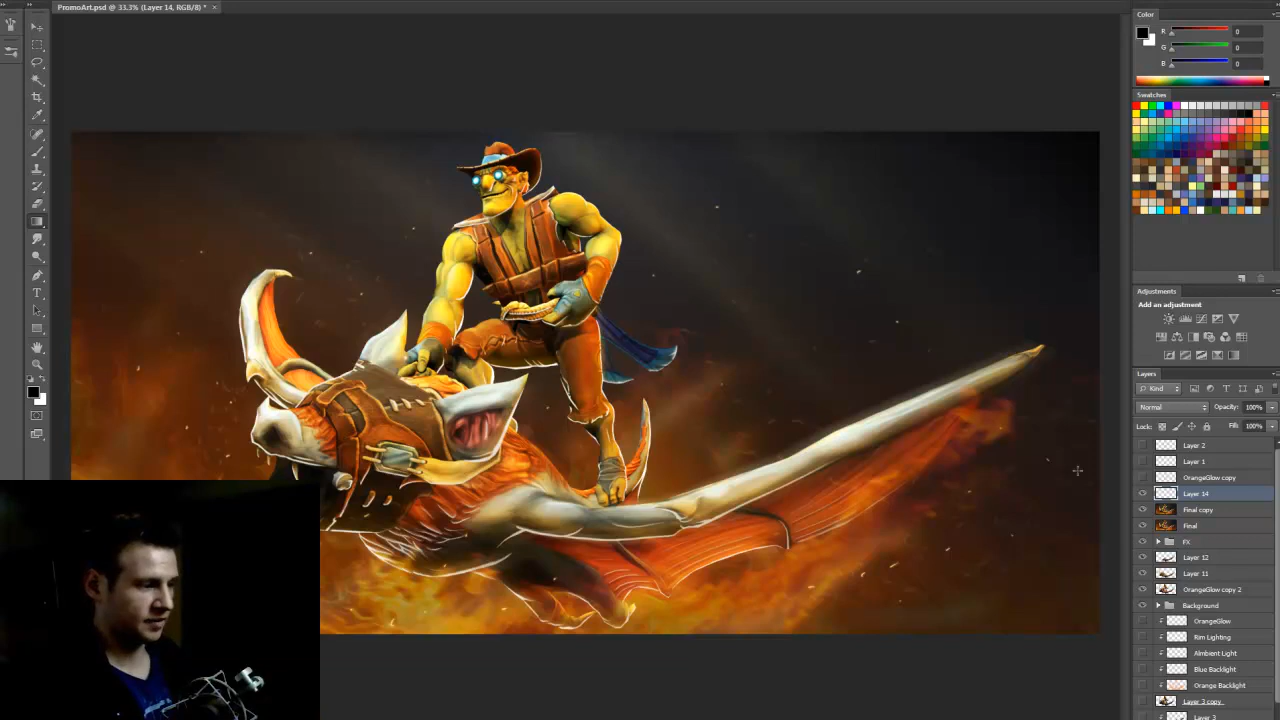 PromoArt.psd @ 33.3% (Layer 14, RGB/8) *
Color
R 0
G 0
B 0
Swatches
Adjustments
Add an adjustment
Layers
Kind
Normal Opacity: 100%
Lock: Fill: 100%
Layer 2
Layer 1
OrangeGlow copy
Layer 14
Final copy
Final
FX
Layer 12
Layer 11
OrangeGlow copy 2
Background
OrangeGlow
Rim Lighting
Almbient Light
Blue Backlight
Orange Backlight
Layer 3 copy
Layer 3